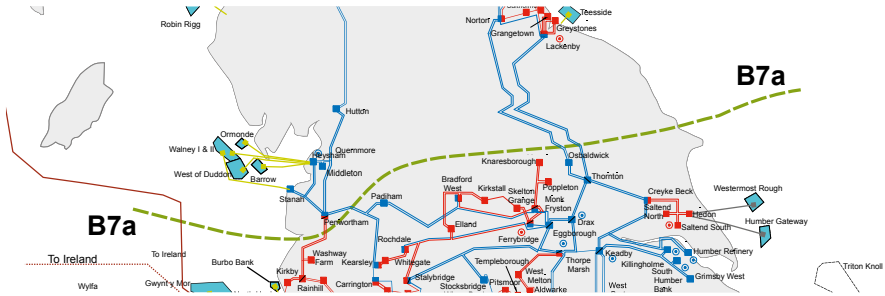 Robin Rigg
Norton
Teesside
Greystones
Grangetown
Lackenby
B7a
Hutton
Ormonde
Walney I & II
Quernmore
Heysham
Middleton
West of Duddon
Barrow
Stanah
Knaresborough
Osbaldwick
Thornton
Bradford
West
Kirkstall
Skelton
Grange
Poppleton
Monk
Fryston
Padiham
Creyke Beck
Westermost Rough
Saltend
North
Hedon
Saltend South
Humber Gateway
B7a
Penwortham
Elland
Drax
Eggborough
Ferrybridge
Rochdale
Washway
Farm
Kearsley
Whitegate
Templeborough
Thorpe
Marsh
Keadby
Killingholme
Humber Refinery
South
Humber
Bank
Grimsby West
To Ireland
To Ireland
Burbo Bank
Kirkby
Rainhill
Carrington
Stalybridge
Stocksbridge
Pitsmoor
West
Melton
Aldwarke
West
Wylfa
Gwynt y Mor
Triton Knoll